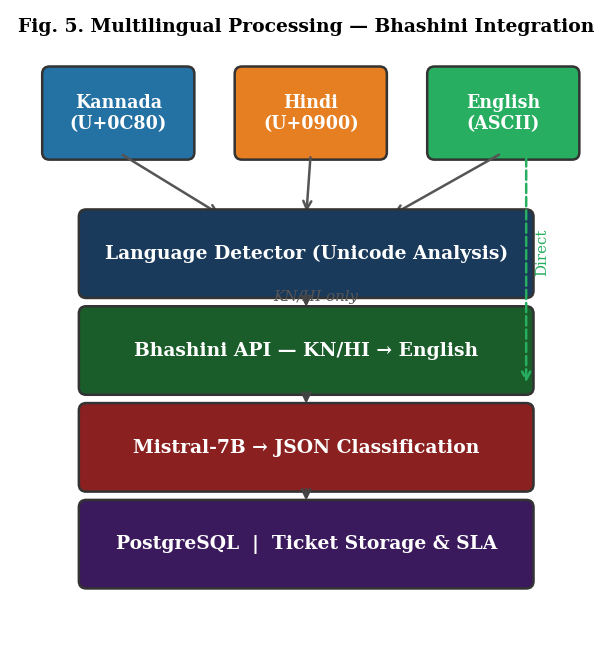 Fig. 5. Multilingual Processing — Bhashini Integration
Kannada
(U+0C80)
Hindi
(U+0900)
English
(ASCII)
Direct
Language Detector (Unicode Analysis)
KN/HI only
Bhashini API — KN/HI → English
Mistral-7B → JSON Classification
PostgreSQL | Ticket Storage & SLA